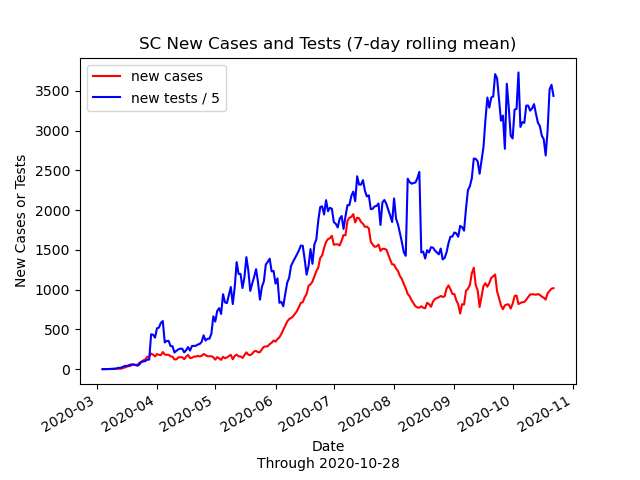 SC New Cases and Tests (7-day rolling mean)
new cases
new tests / 5
3500
3000
2500
2000
1500
1000
500
0
New Cases or Tests
2020-03
2020-04
2020-05
2020-06
2020-07
2020-08
2020-09
2020-10
2020-11
Date
Through 2020-10-28